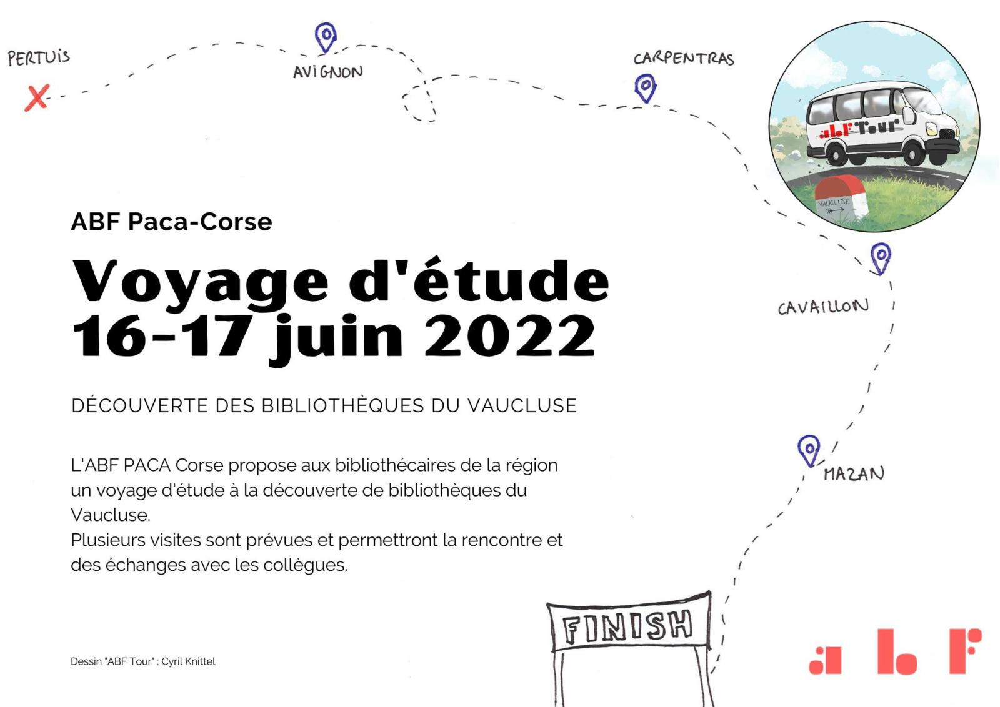 PERTUIS
AVIGNON
CARPENTRAS
abf Tour
VAUCLUSE
ABF Paca-Corse
Voyage d'étude
16-17 juin 2022
CAVAILLON
DÉCOUVERTE DES BIBLIOTHÈQUES DU VAUCLUSE
L'ABF PACA Corse propose aux bibliothécaires de la région
un voyage d'étude à la découverte de bibliothèques du
Vaucluse.
Plusieurs visites sont prévues et permettront la rencontre et
des échanges avec les collègues.
MAZAN
FINISH
Dessin "ABF Tour" : Cyril Knittel
abF